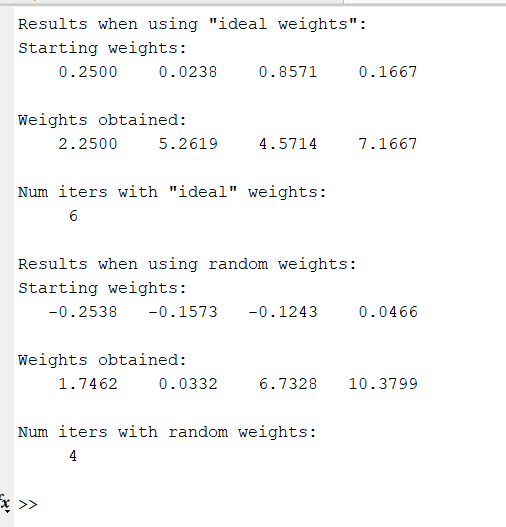 Results when using "ideal weights":
Starting weights:
0.2500 0.0238 0.8571 0.1667
Weights obtained:
2.2500 5.2619 4.5714 7.1667
Num iters with "ideal" weights:
6
Results when using random weights:
Starting weights:
-0.2538 -0.1573 -0.1243 0.0466
Weights obtained:
1.7462 0.0332 6.7328 10.3799
Num iters with random weights:
4
fx >>